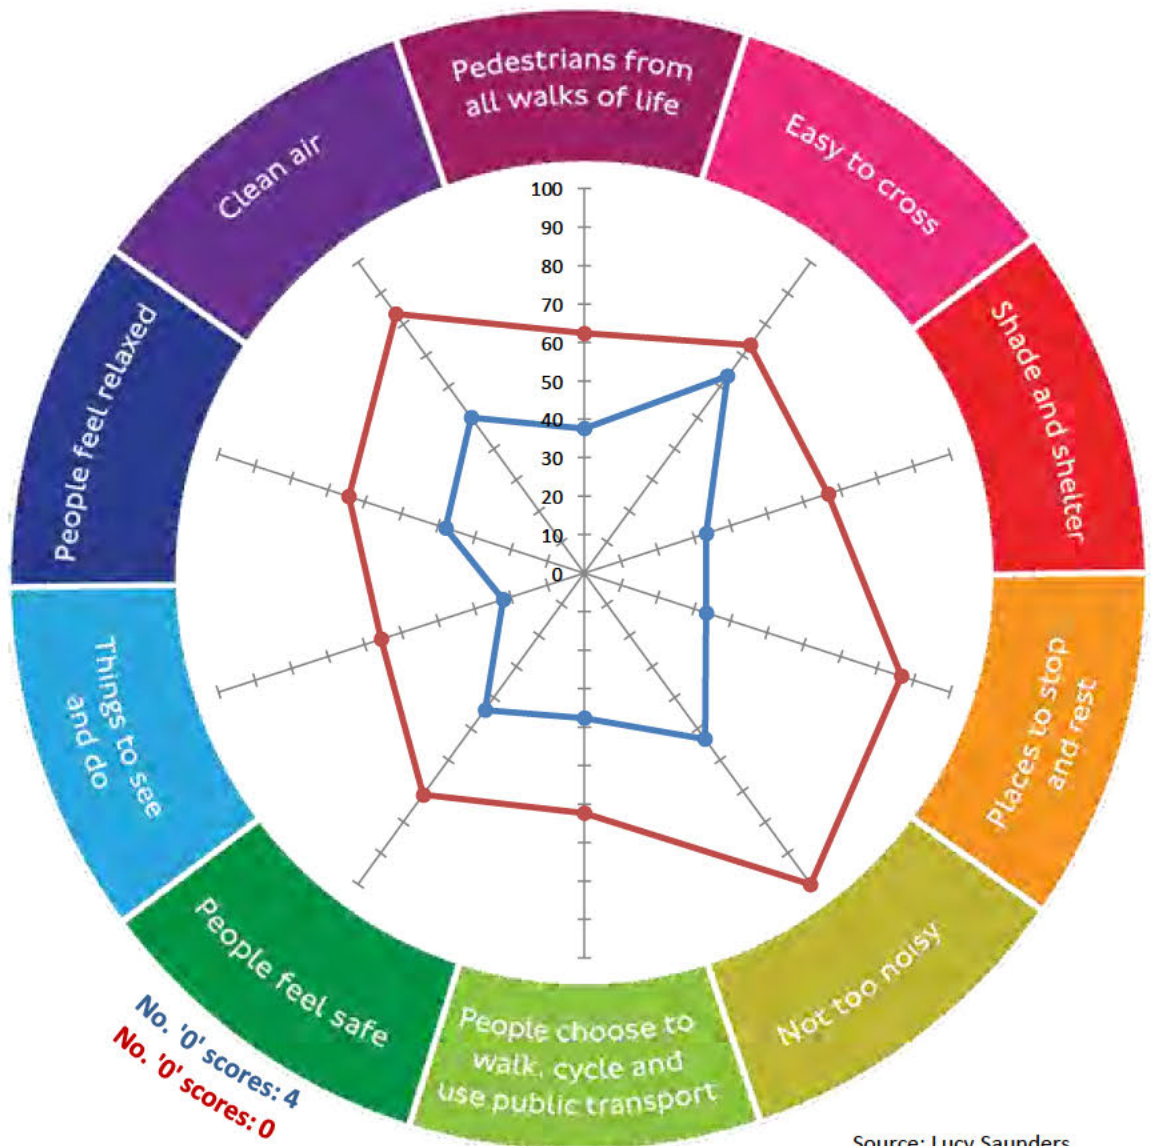 Pedestrians from
all walks of life
Easy to cross
Shade and shelter
Places to stop
and rest
Not too noisy
People choose to
walk, cycle and
use public transport
People feel safe
Things to see
and do
People feel relaxed
Clean air
100
90
80
70
60
50
40
30
20
10
0
No. '0' scores: 4
No. '0' scores: 0
Source: Lucy Saunders